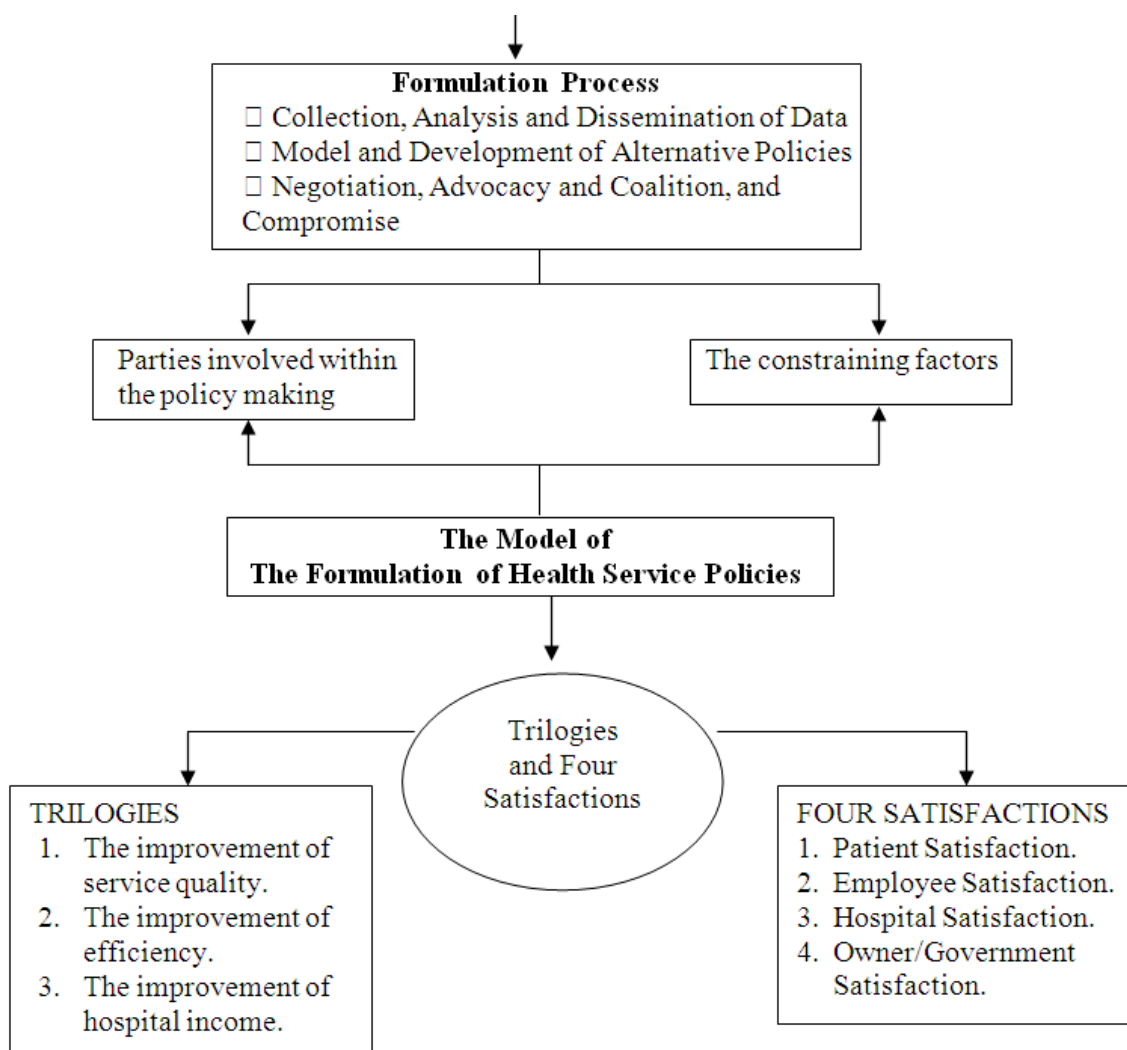 Formulation Process
□ Collection, Analysis and Dissemination of Data
□ Model and Development of Alternative Policies
□ Negotiation, Advocacy and Coalition, and
Compromise
Parties involved within
the policy making
The constraining factors
The Model of
The Formulation of Health Service Policies
Trilogies
and Four
Satisfactions
TRILOGIES
1. The improvement of
service quality.
2. The improvement of
efficiency.
3. The improvement of
hospital income.
FOUR SATISFACTIONS
1. Patient Satisfaction.
2. Employee Satisfaction.
3. Hospital Satisfaction.
4. Owner/Government
Satisfaction.